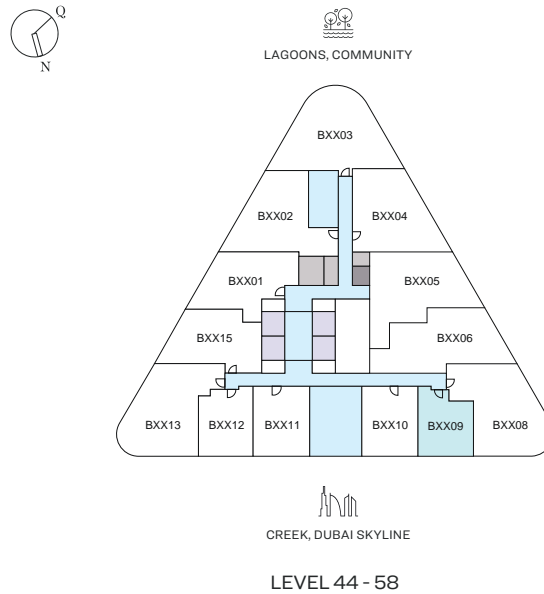 Q
N
LAGOONS, COMMUNITY
BXX03
BXX02 BXX04
BXX01 BXX05
BXX15 BXX06
BXX13 BXX12 BXX11 BXX10 BXX09 BXX08
CREEK, DUBAI SKYLINE
LEVEL 44 - 58